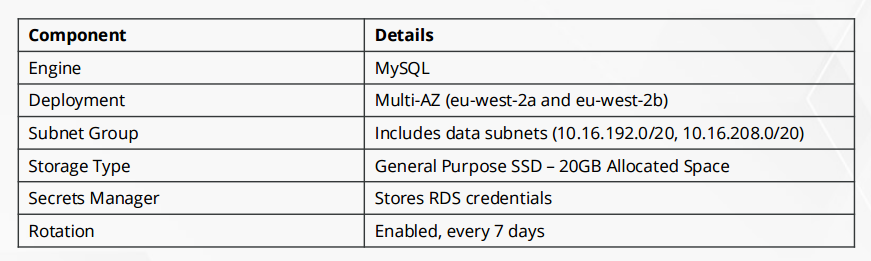 Component Details
Engine MySQL
Deployment Multi-AZ (eu-west-2a and eu-west-2b)
Subnet Group Includes data subnets (10.16.192.0/20, 10.16.208.0/20)
Storage Type General Purpose SSD – 20GB Allocated Space
Secrets Manager Stores RDS credentials
Rotation Enabled, every 7 days